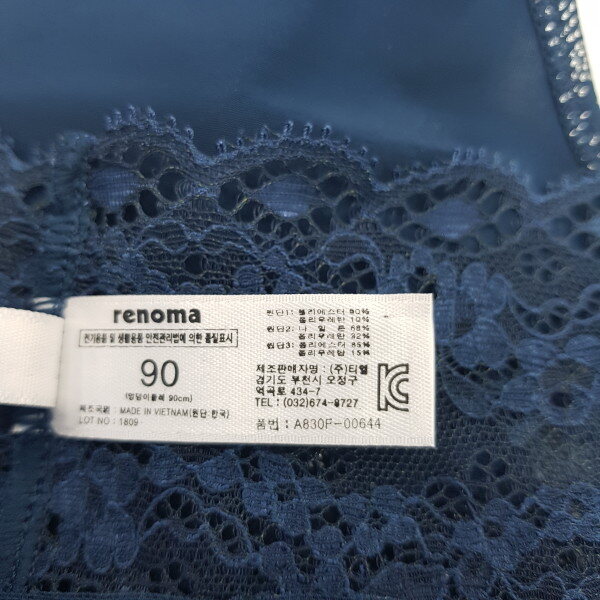 renoma
전기용품 및 생활용품 안전관리법에 의한 품질표시
90
(엉덩이둘레 90cm)
제조국명: MADE IN VIETNAM(원단:한국)
LOT NO : 1809
원단1: 폴리에스터 90%
폴리우레탄 10%
원단2: 나 일 론 68%
폴리우레탄 32%
원단3: 폴리에스터 85%
폴리우레탄 15%
제조판매자명 : (주)티엘
경기도 부천시 오정구
역곡로 434-7
TEL : (032)674-9727
품번: A830F-00644